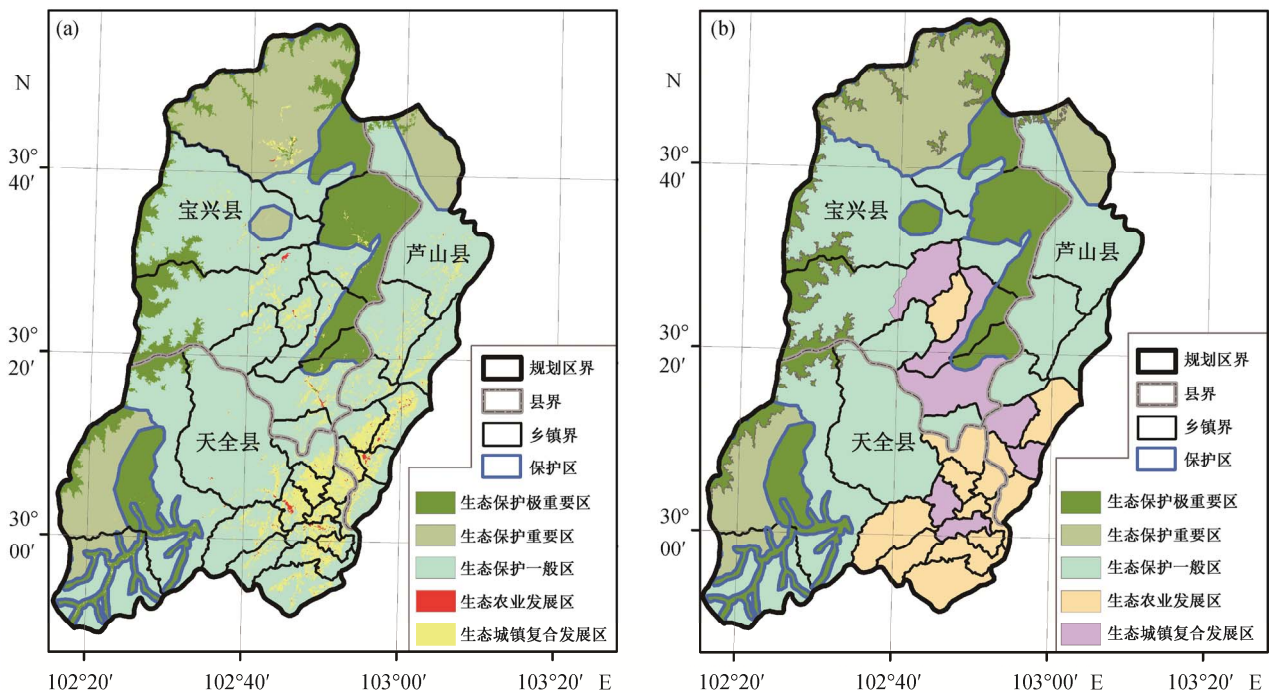 (a)
N
30°
40′
30°
20′
30°
00′
宝兴县
芦山县
天全县
规划区界
县界
乡镇界
保护区
生态保护极重要区
生态保护重要区
生态保护一般区
生态农业发展区
生态城镇复合发展区
102°20′ 102°40′ 103°00′ E
(b)
N
30°
40′
30°
20′
30°
00′
宝兴县
芦山县
天全县
规划区界
县界
乡镇界
保护区
生态保护极重要区
生态保护重要区
生态保护一般区
生态农业发展区
生态城镇复合发展区
102°20′ 102°40′ 103°00′ 103°20′ E